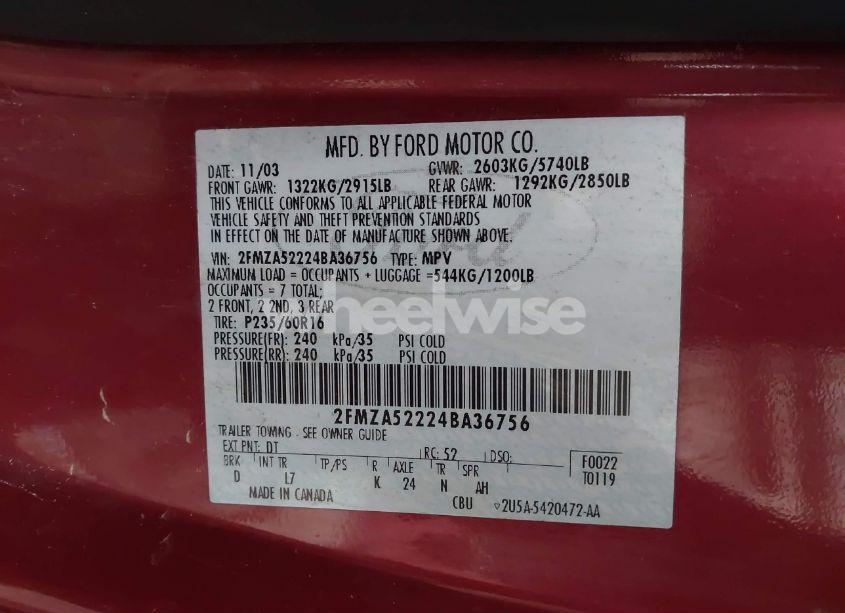 MFD. BY FORD MOTOR CO.
DATE: 11/03 GVWR: 2603KG/5740LB
FRONT GAWR: 1322KG/2915LB REAR GAWR: 1292KG/2850LB
THIS VEHICLE CONFORMS TO ALL APPLICABLE FEDERAL MOTOR
VEHICLE SAFETY AND THEFT PREVENTION STANDARDS
IN EFFECT ON THE DATE OF MANUFACTURE SHOWN ABOVE.
VIN: 2FMZA52224BA36756 TYPE: MPV
MAXIMUM LOAD = OCCUPANTS + LUGGAGE =544KG/1200LB
OCCUPANTS = 7 TOTAL;
2 FRONT, 2 2ND, 3 REAR
heelwise
TIRE: P235/60R16
PRESSURE(FR): 240 kPa/35 PSI COLD
PRESSURE(RR): 240 kPa/35 PSI COLD
2FMZA52224BA36756
TRAILER TOWING - SEE OWNER GUIDE
EXT PNT: DT RC: 52 DSO:
BRK INT TR TP/PS R AXLE TR SPR
D L7 K 24 N AH
F0022
T0119
MADE IN CANADA CBU ▽2U5A-5420472-AA